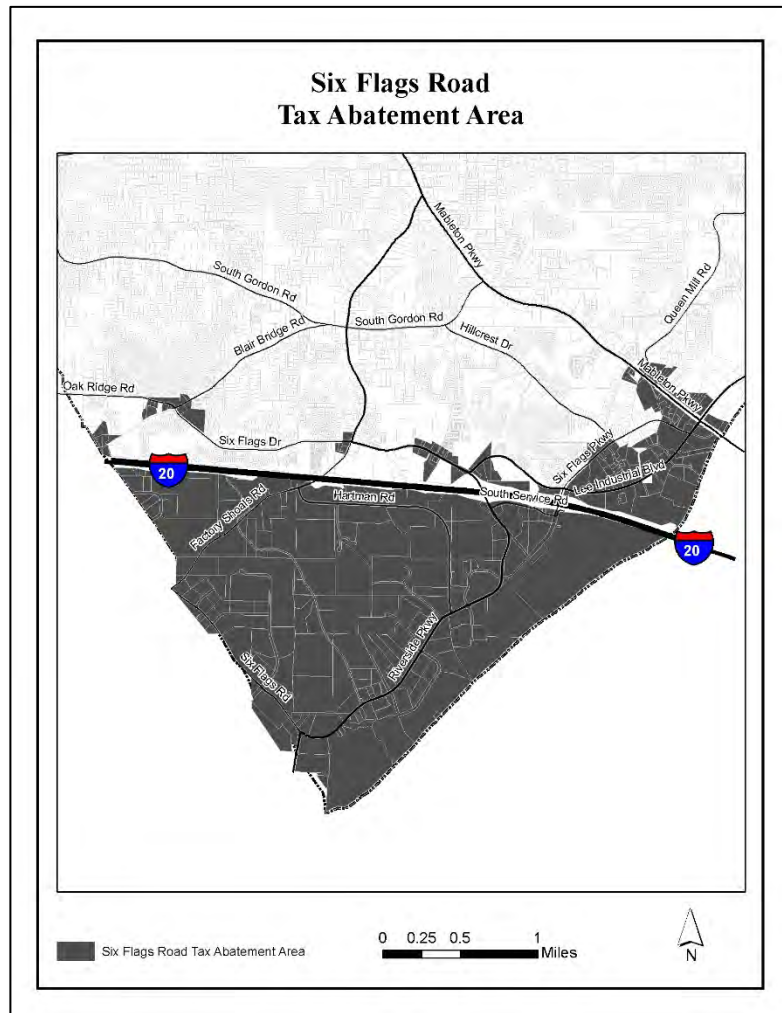 Six Flags Road
Tax Abatement Area
Mableton Pkwy
Queen Mill Rd
South Gordon Rd
South Gordon Rd
Blair Bridge Rd
Hillcrest Dr
Mableton Pkwy
Oak Ridge Rd
Six Flags Dr
Six Flags Pkwy
Lee Industrial Blvd
20
South Service Rd
Hartman Rd
Factory Shoals Rd
20
Riverside Pkwy
Six Flags Rd
Six Flags Road Tax Abatement Area
0 0.25 0.5 1
Miles
N